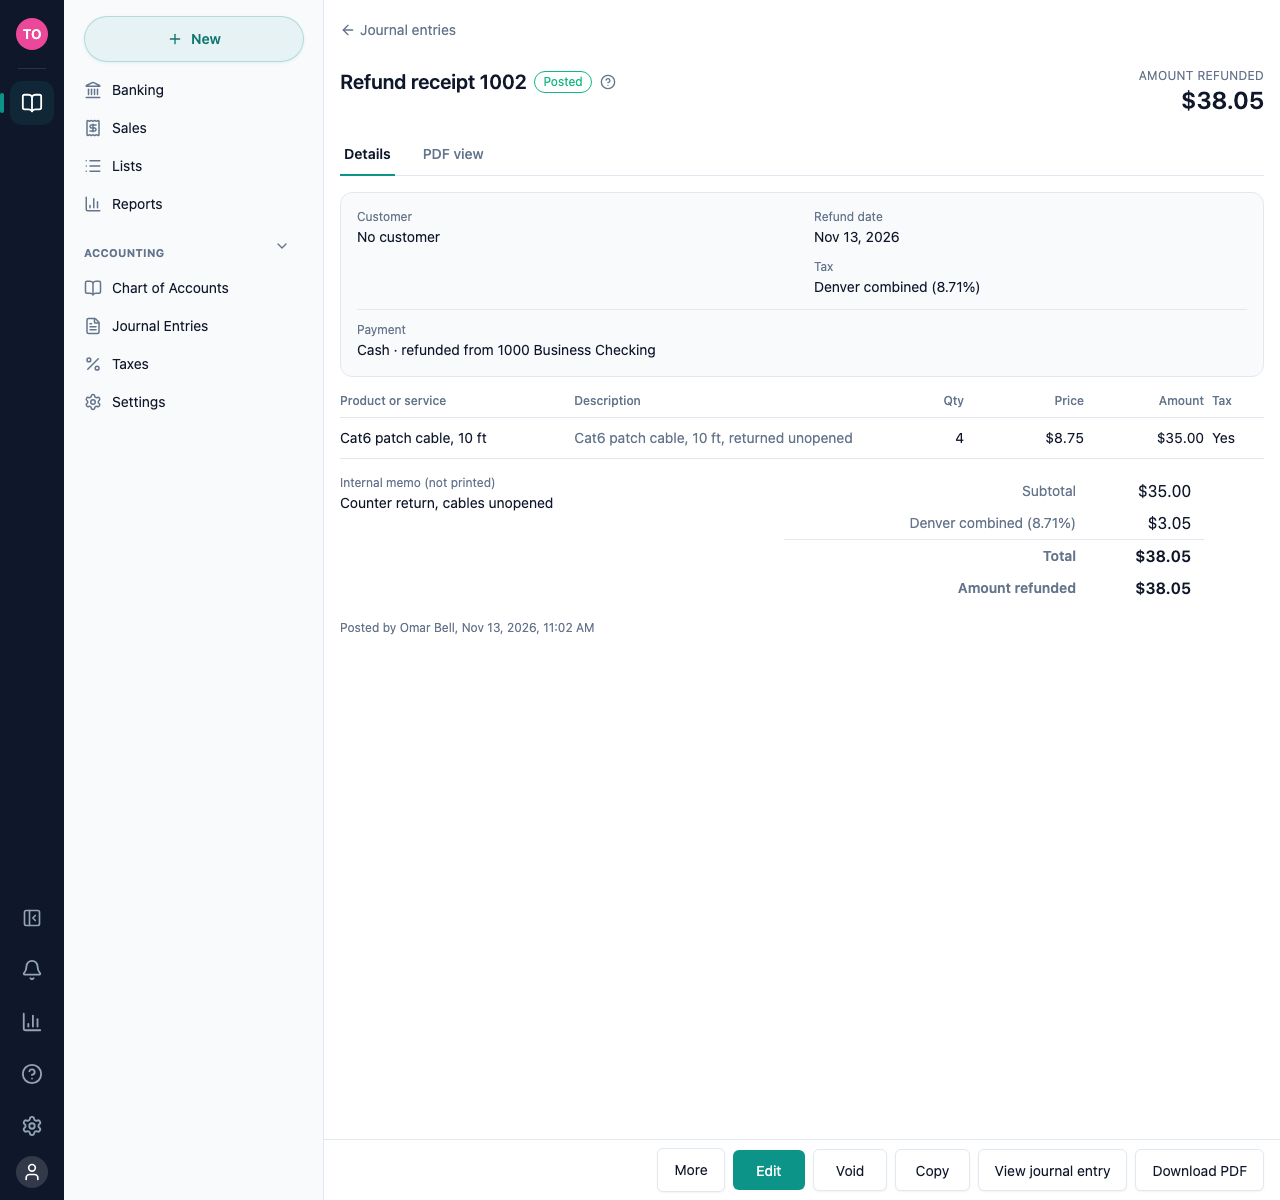 TO
New
Banking
Sales
Lists
Reports
ACCOUNTING
Chart of Accounts
Journal Entries
Taxes
Settings
Journal entries
Refund receipt 1002 Posted
AMOUNT REFUNDED
$38.05
Details PDF view
Customer
No customer
Refund date
Nov 13, 2026
Tax
Denver combined (8.71%)
Payment
Cash · refunded from 1000 Business Checking
Product or service Description Qty Price Amount Tax
Cat6 patch cable, 10 ft Cat6 patch cable, 10 ft, returned unopened 4 $8.75 $35.00 Yes
Internal memo (not printed)
Counter return, cables unopened
Subtotal $35.00
Denver combined (8.71%) $3.05
Total $38.05
Amount refunded $38.05
Posted by Omar Bell, Nov 13, 2026, 11:02 AM
More Edit Void Copy View journal entry Download PDF